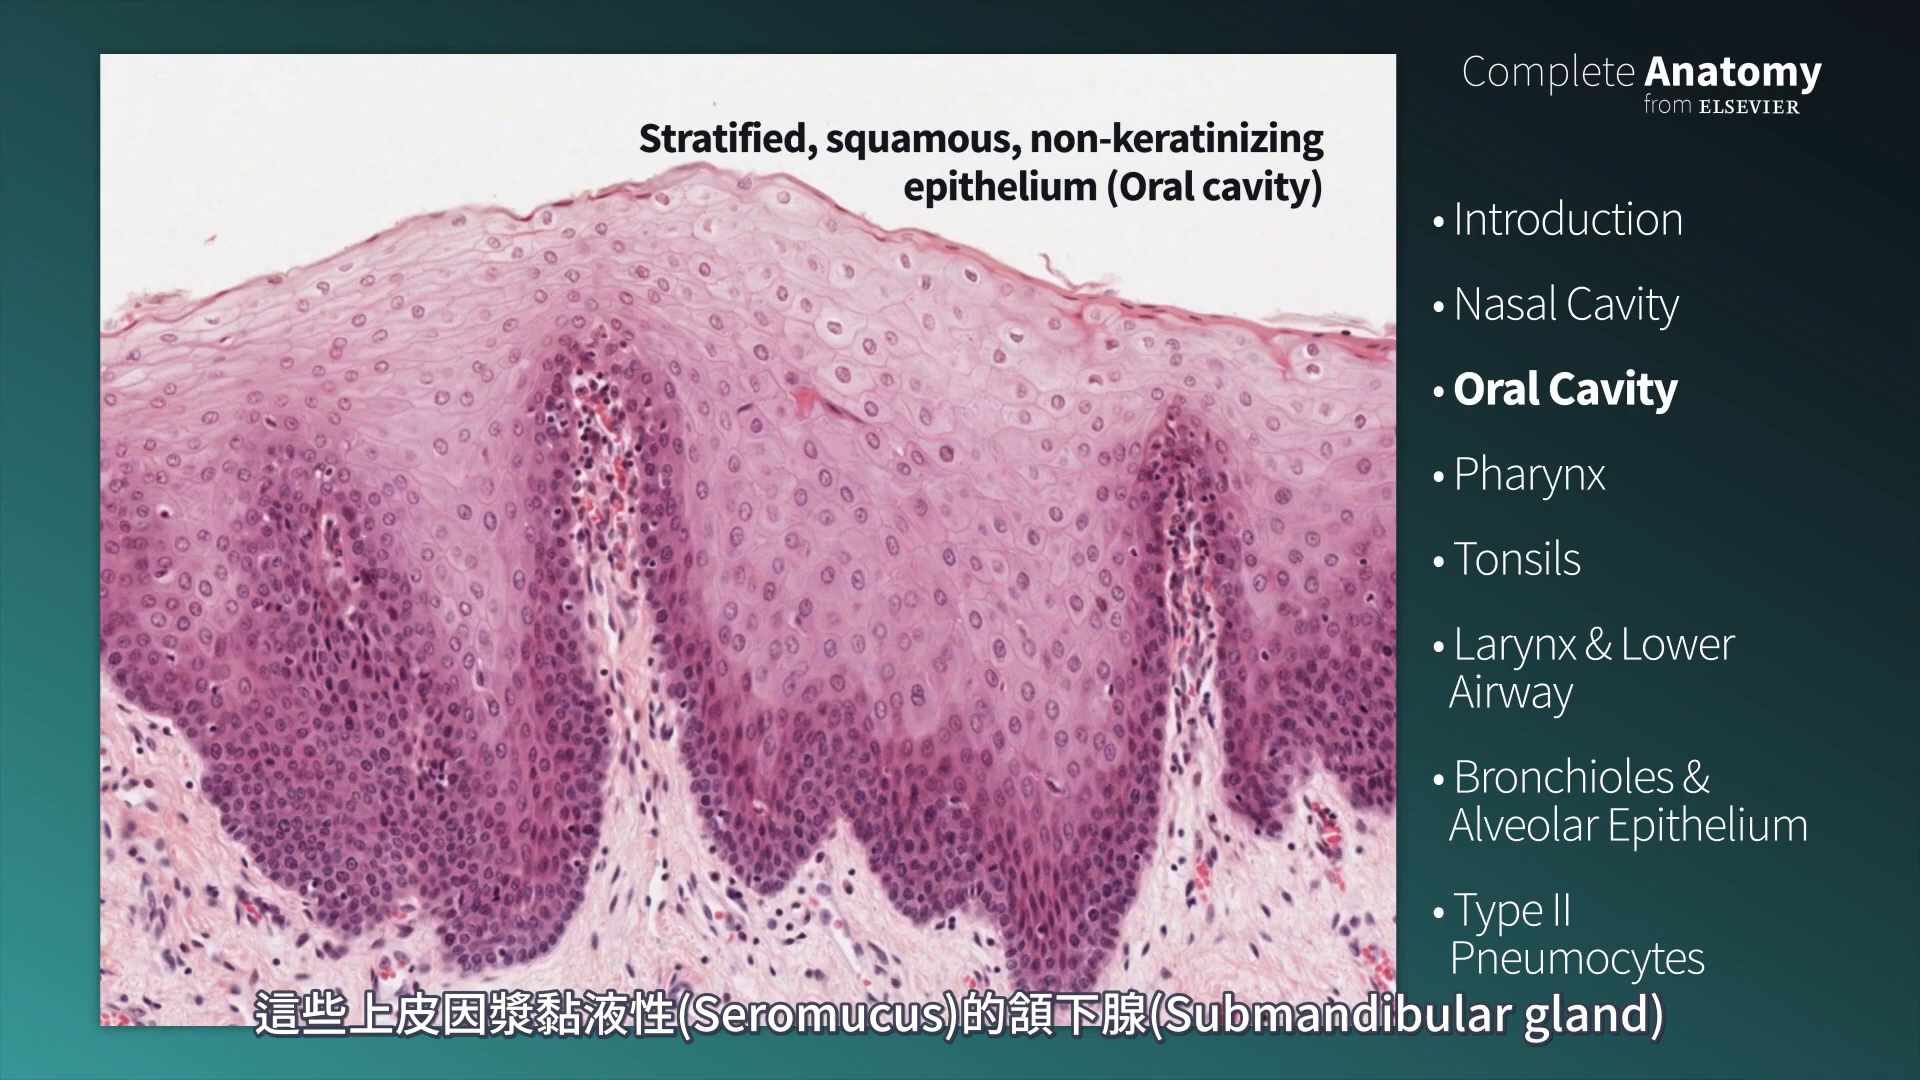 Complete Anatomy
from ELSEVIER
Stratified, squamous, non-keratinizing
epithelium (Oral cavity)
• Introduction
• Nasal Cavity
• Oral Cavity
• Pharynx
• Tonsils
• Larynx & Lower
Airway
• Bronchioles &
Alveolar Epithelium
• Type II
Pneumocytes
這些上皮因漿黏液性(Seromucus)的頷下腺(Submandibular gland)